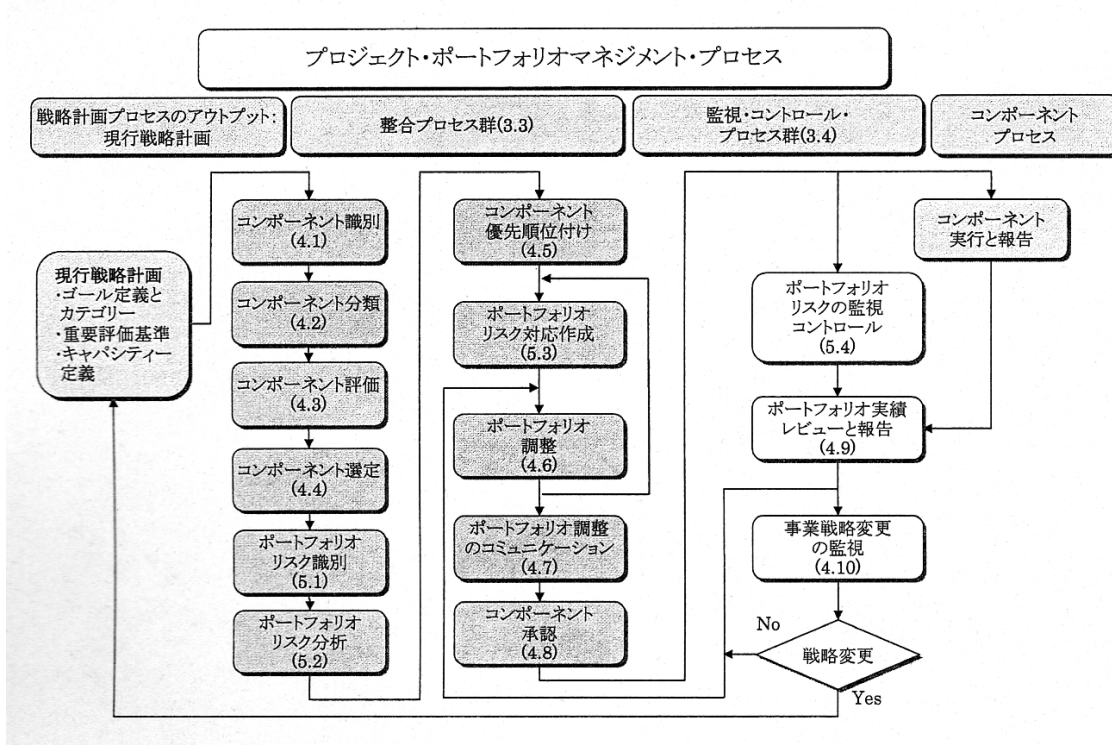 プロジェクト・ポートフォリオマネジメント・プロセス
戦略計画プロセスのアウトプット:
現行戦略計画
整合プロセス群(3.3)
監視・コントロール・
プロセス群(3.4)
コンポーネント
プロセス
現行戦略計画
・ゴール定義と
カテゴリー
・重要評価基準
・キャパシティー
定義
コンポーネント識別
(4.1)
コンポーネント分類
(4.2)
コンポーネント評価
(4.3)
コンポーネント選定
(4.4)
ポートフォリオ
リスク識別
(5.1)
ポートフォリオ
リスク分析
(5.2)
コンポーネント
優先順位付け
(4.5)
ポートフォリオ
リスク対応作成
(5.3)
ポートフォリオ
調整
(4.6)
ポートフォリオ調整
のコミュニケーション
(4.7)
コンポーネント
承認
(4.8)
ポートフォリオ
リスクの監視
コントロール
(5.4)
ポートフォリオ実績
レビューと報告
(4.9)
事業戦略変更
の監視
(4.10)
No
戦略変更
Yes
コンポーネント
実行と報告